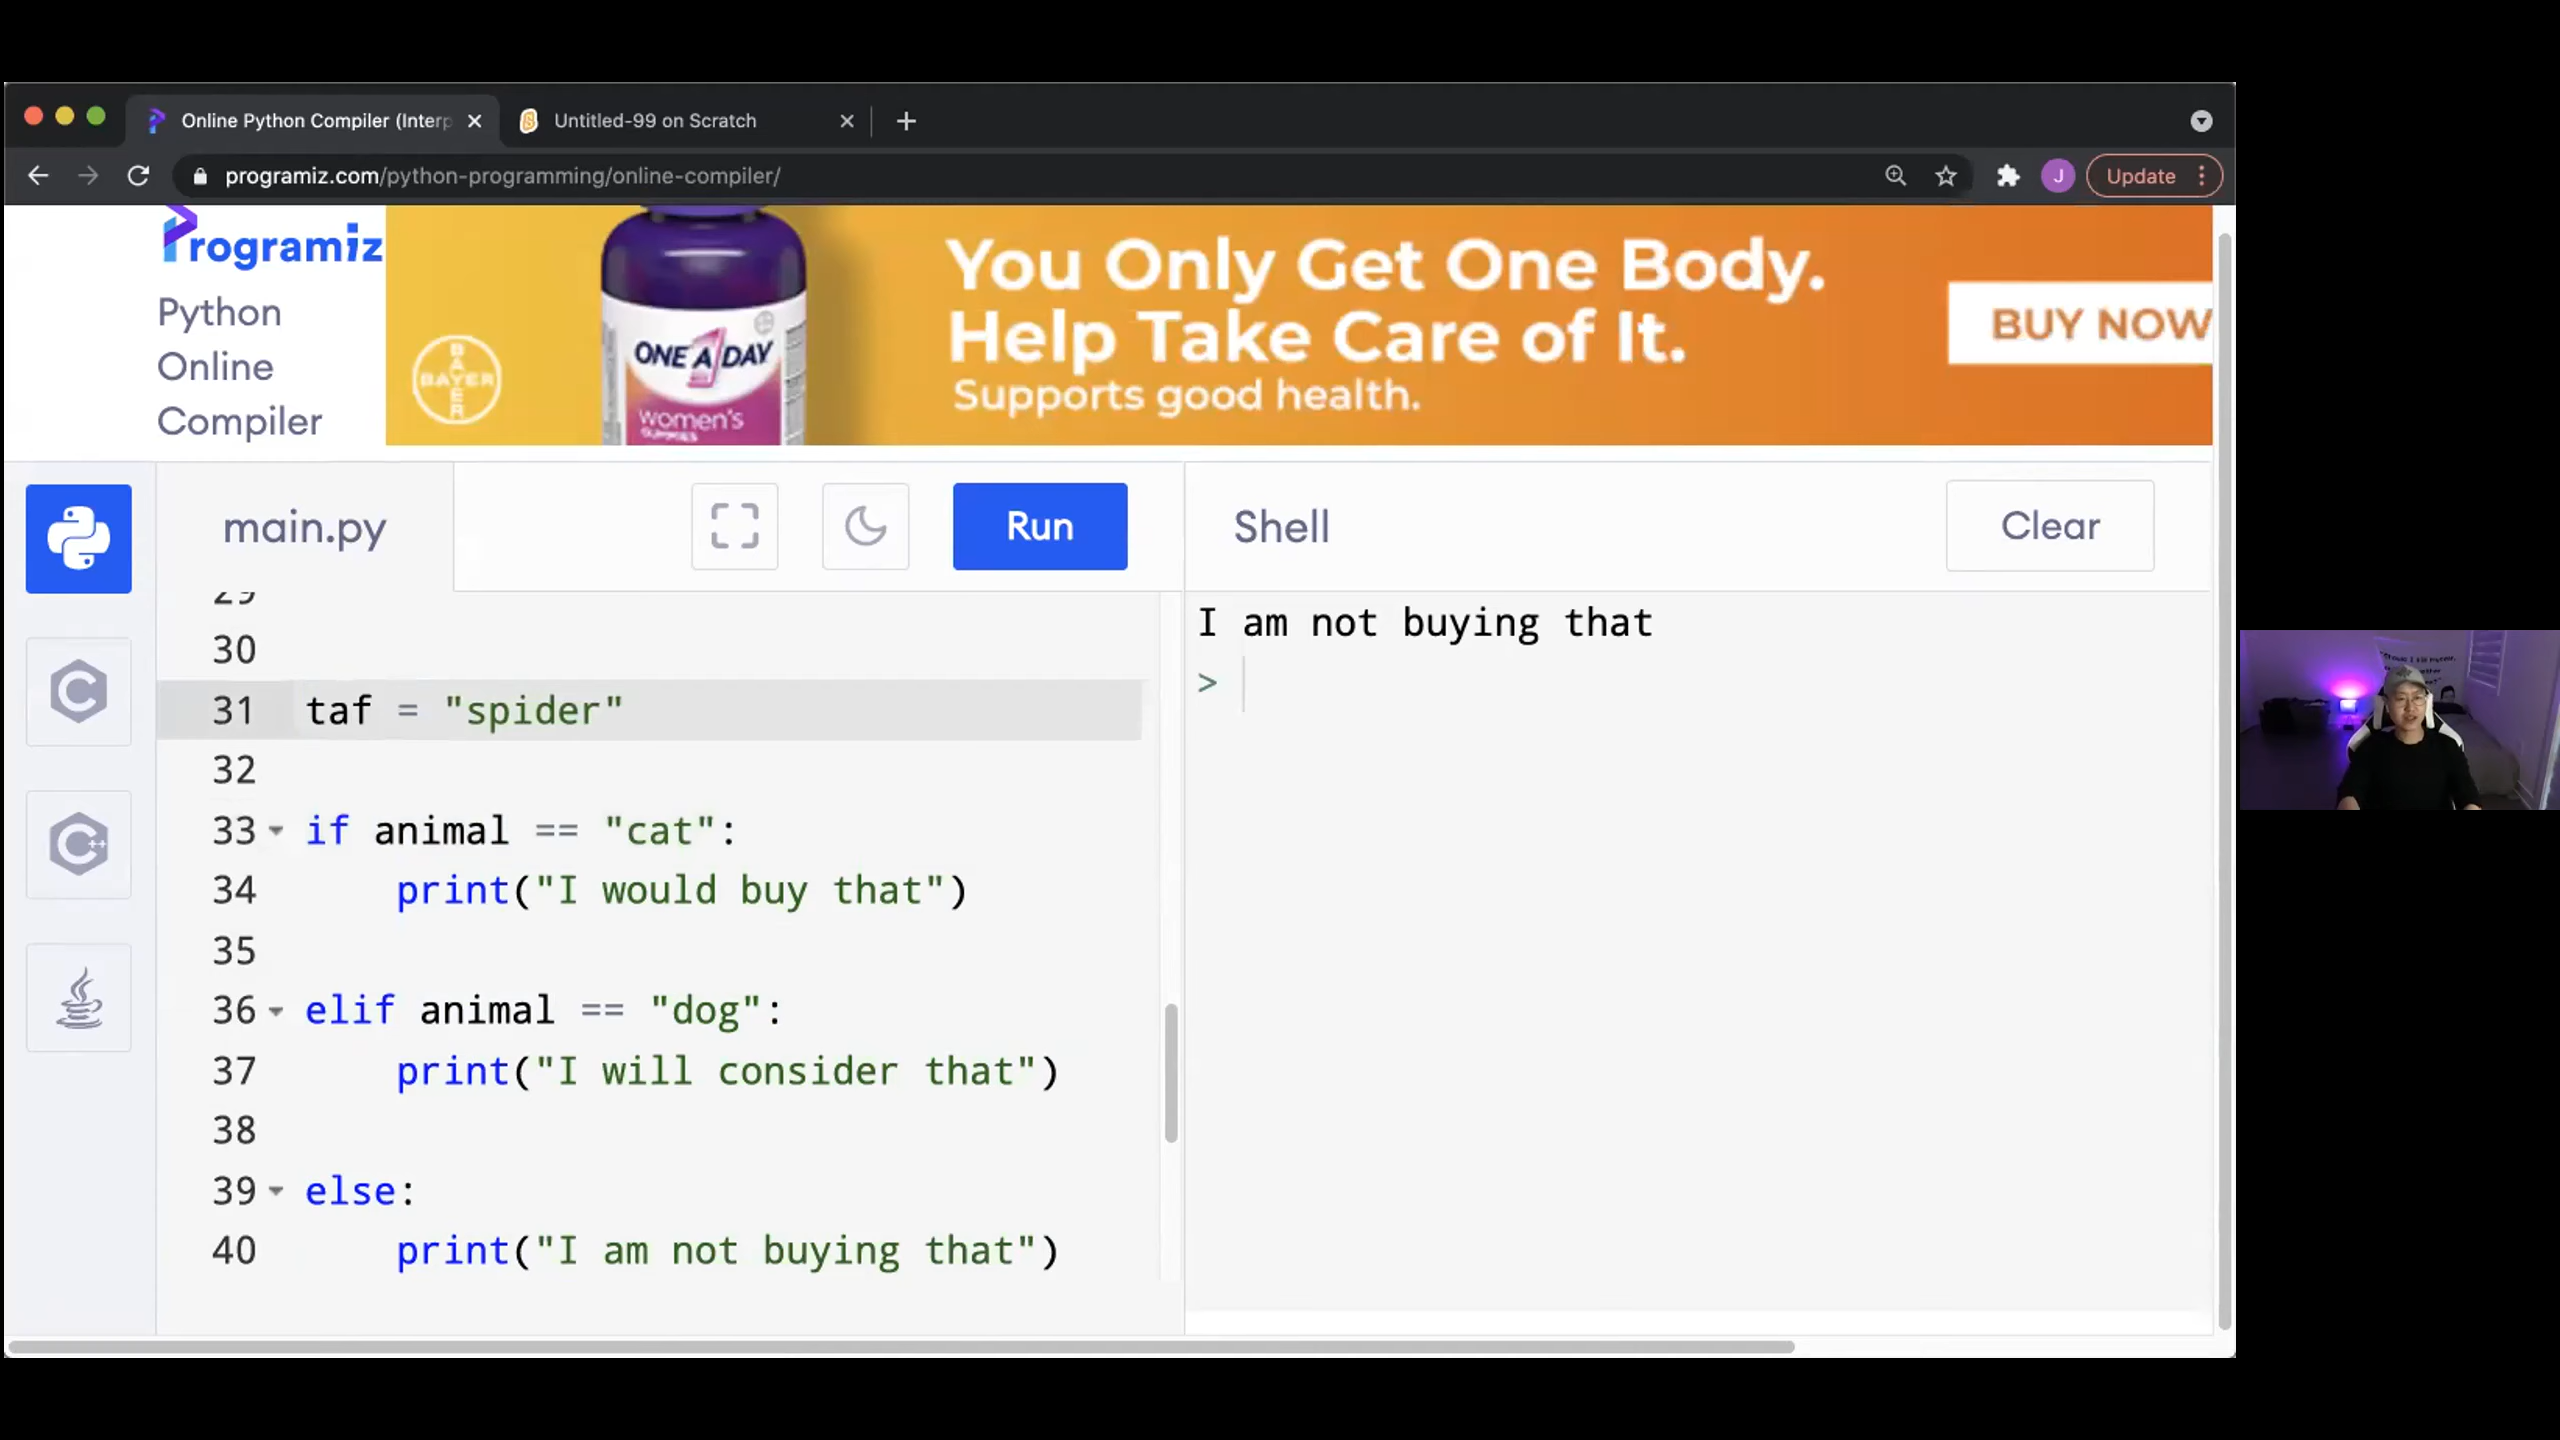 Online Python Compiler (Interp
Untitled-99 on Scratch
programiz.com/python-programming/online-compiler/
J
Update
Programiz
Python
Online
Compiler
BAYER
BAYER
ONE A DAY
women's
You Only Get One Body.
Help Take Care of It.
Supports good health.
BUY NOW
main.py
Run
Shell
Clear
29
30
31 taf = "spider"
32
33 if animal == "cat":
34 print("I would buy that")
35
36 elif animal == "dog":
37 print("I will consider that")
38
39 else:
40 print("I am not buying that")
I am not buying that
>